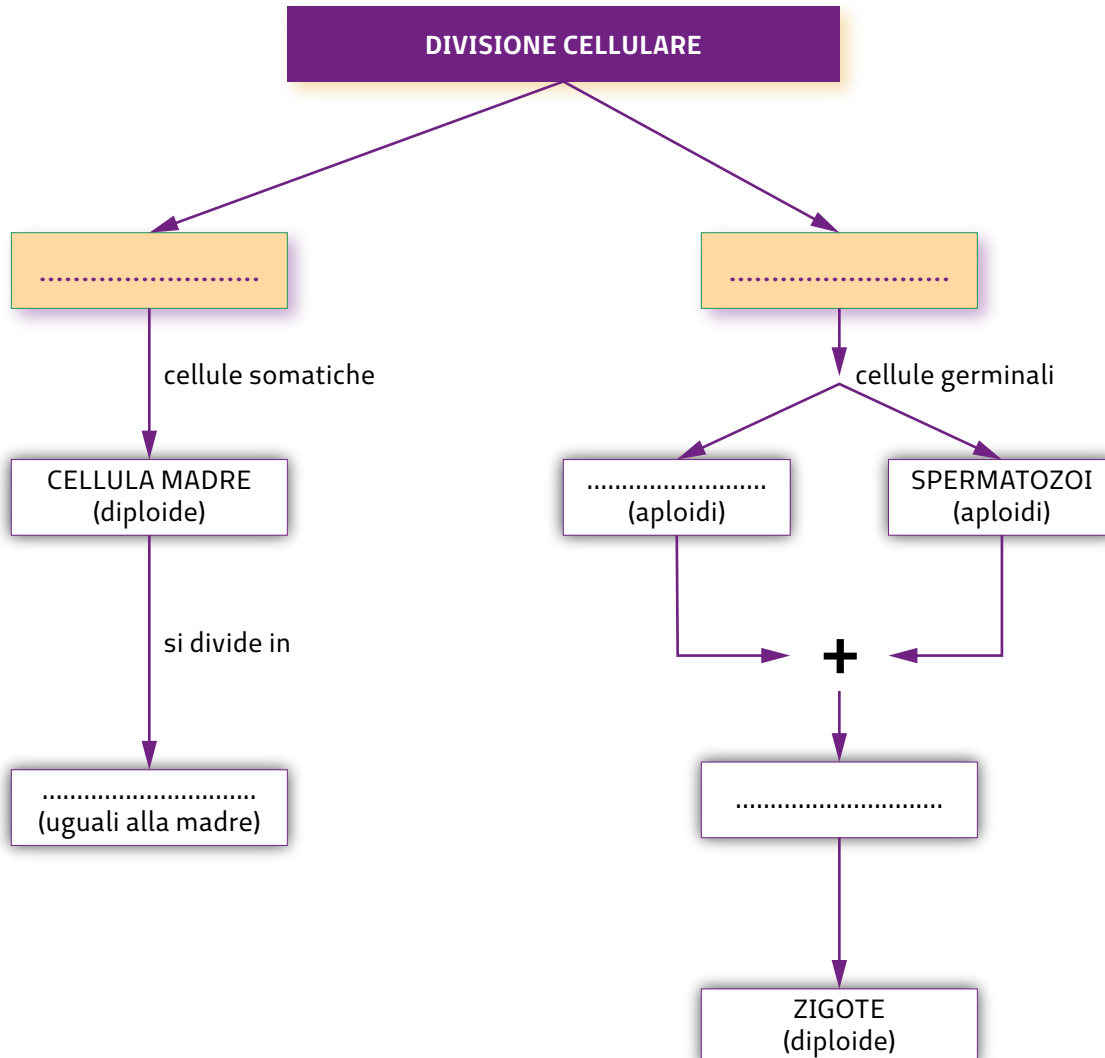 DIVISIONE CELLULARE
..........................
..........................
cellule somatiche
cellule germinali
CELLULA MADRE
(diploide)
..........................
(aploidi)
SPERMATOZOI
(aploidi)
si divide in
+
...............................
(uguali alla madre)
..............................
ZIGOTE
(diploide)